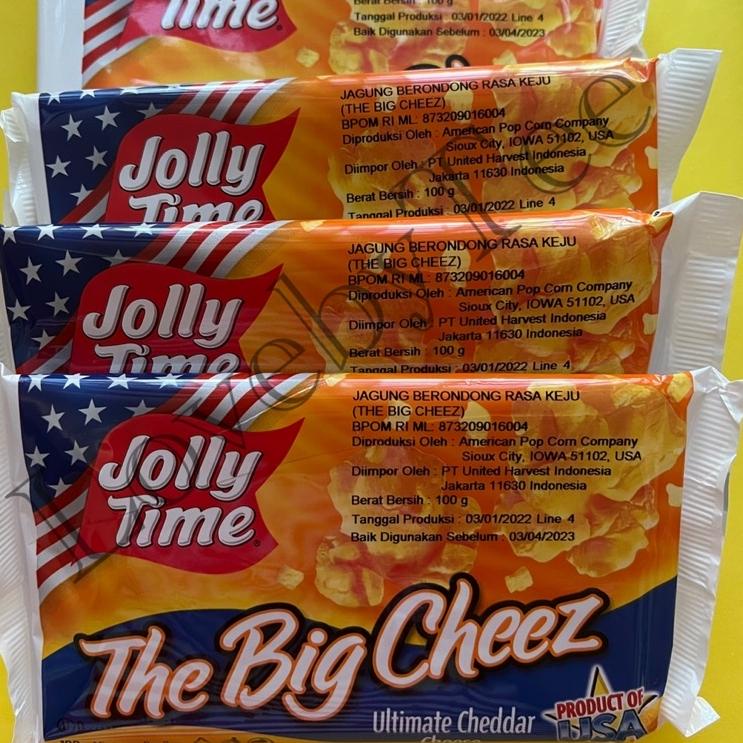 Time
Berat Bersih : 100 g
Tanggal Produksi : 03/01/2022 Line 4
Baik Digunakan Sebelum : 03/04/2023
Jolly
Time
JAGUNG BERONDONG RASA KEJU
(THE BIG CHEEZ)
BPOM RI ML: 873209016004
Diproduksi Oleh : American Pop Corn Company
Sioux City, IOWA 51102, USA
Diimpor Oleh : PT United Harvest Indonesia
Jakarta 11630 Indonesia
Berat Bersih : 100 g
Tanggal Produksi : 03/01/2022 Line 4
Jolly
Time
JAGUNG BERONDONG RASA KEJU
(THE BIG CHEEZ)
BPOM RI ML: 873209016004
Diproduksi Oleh : American Pop Corn Company
Sioux City, IOWA 51102, USA
Diimpor Oleh : PT United Harvest Indonesia
Jakarta 11630 Indonesia
Berat Bersih : 100 g
Tanggal Produksi : 03/01/2022 Line 4
Jolly
Time®
JAGUNG BERONDONG RASA KEJU
(THE BIG CHEEZ)
BPOM RI ML: 873209016004
Diproduksi Oleh : American Pop Corn Company
Sioux City, IOWA 51102, USA
Diimpor Oleh : PT United Harvest Indonesia
Jakarta 11630 Indonesia
Berat Bersih : 100 g
Tanggal Produksi : 03/01/2022 Line 4
Baik Digunakan Sebelum : 03/04/2023
The Big Cheez
Ultimate Cheddar
Cheese
PRODUCT OF
USA